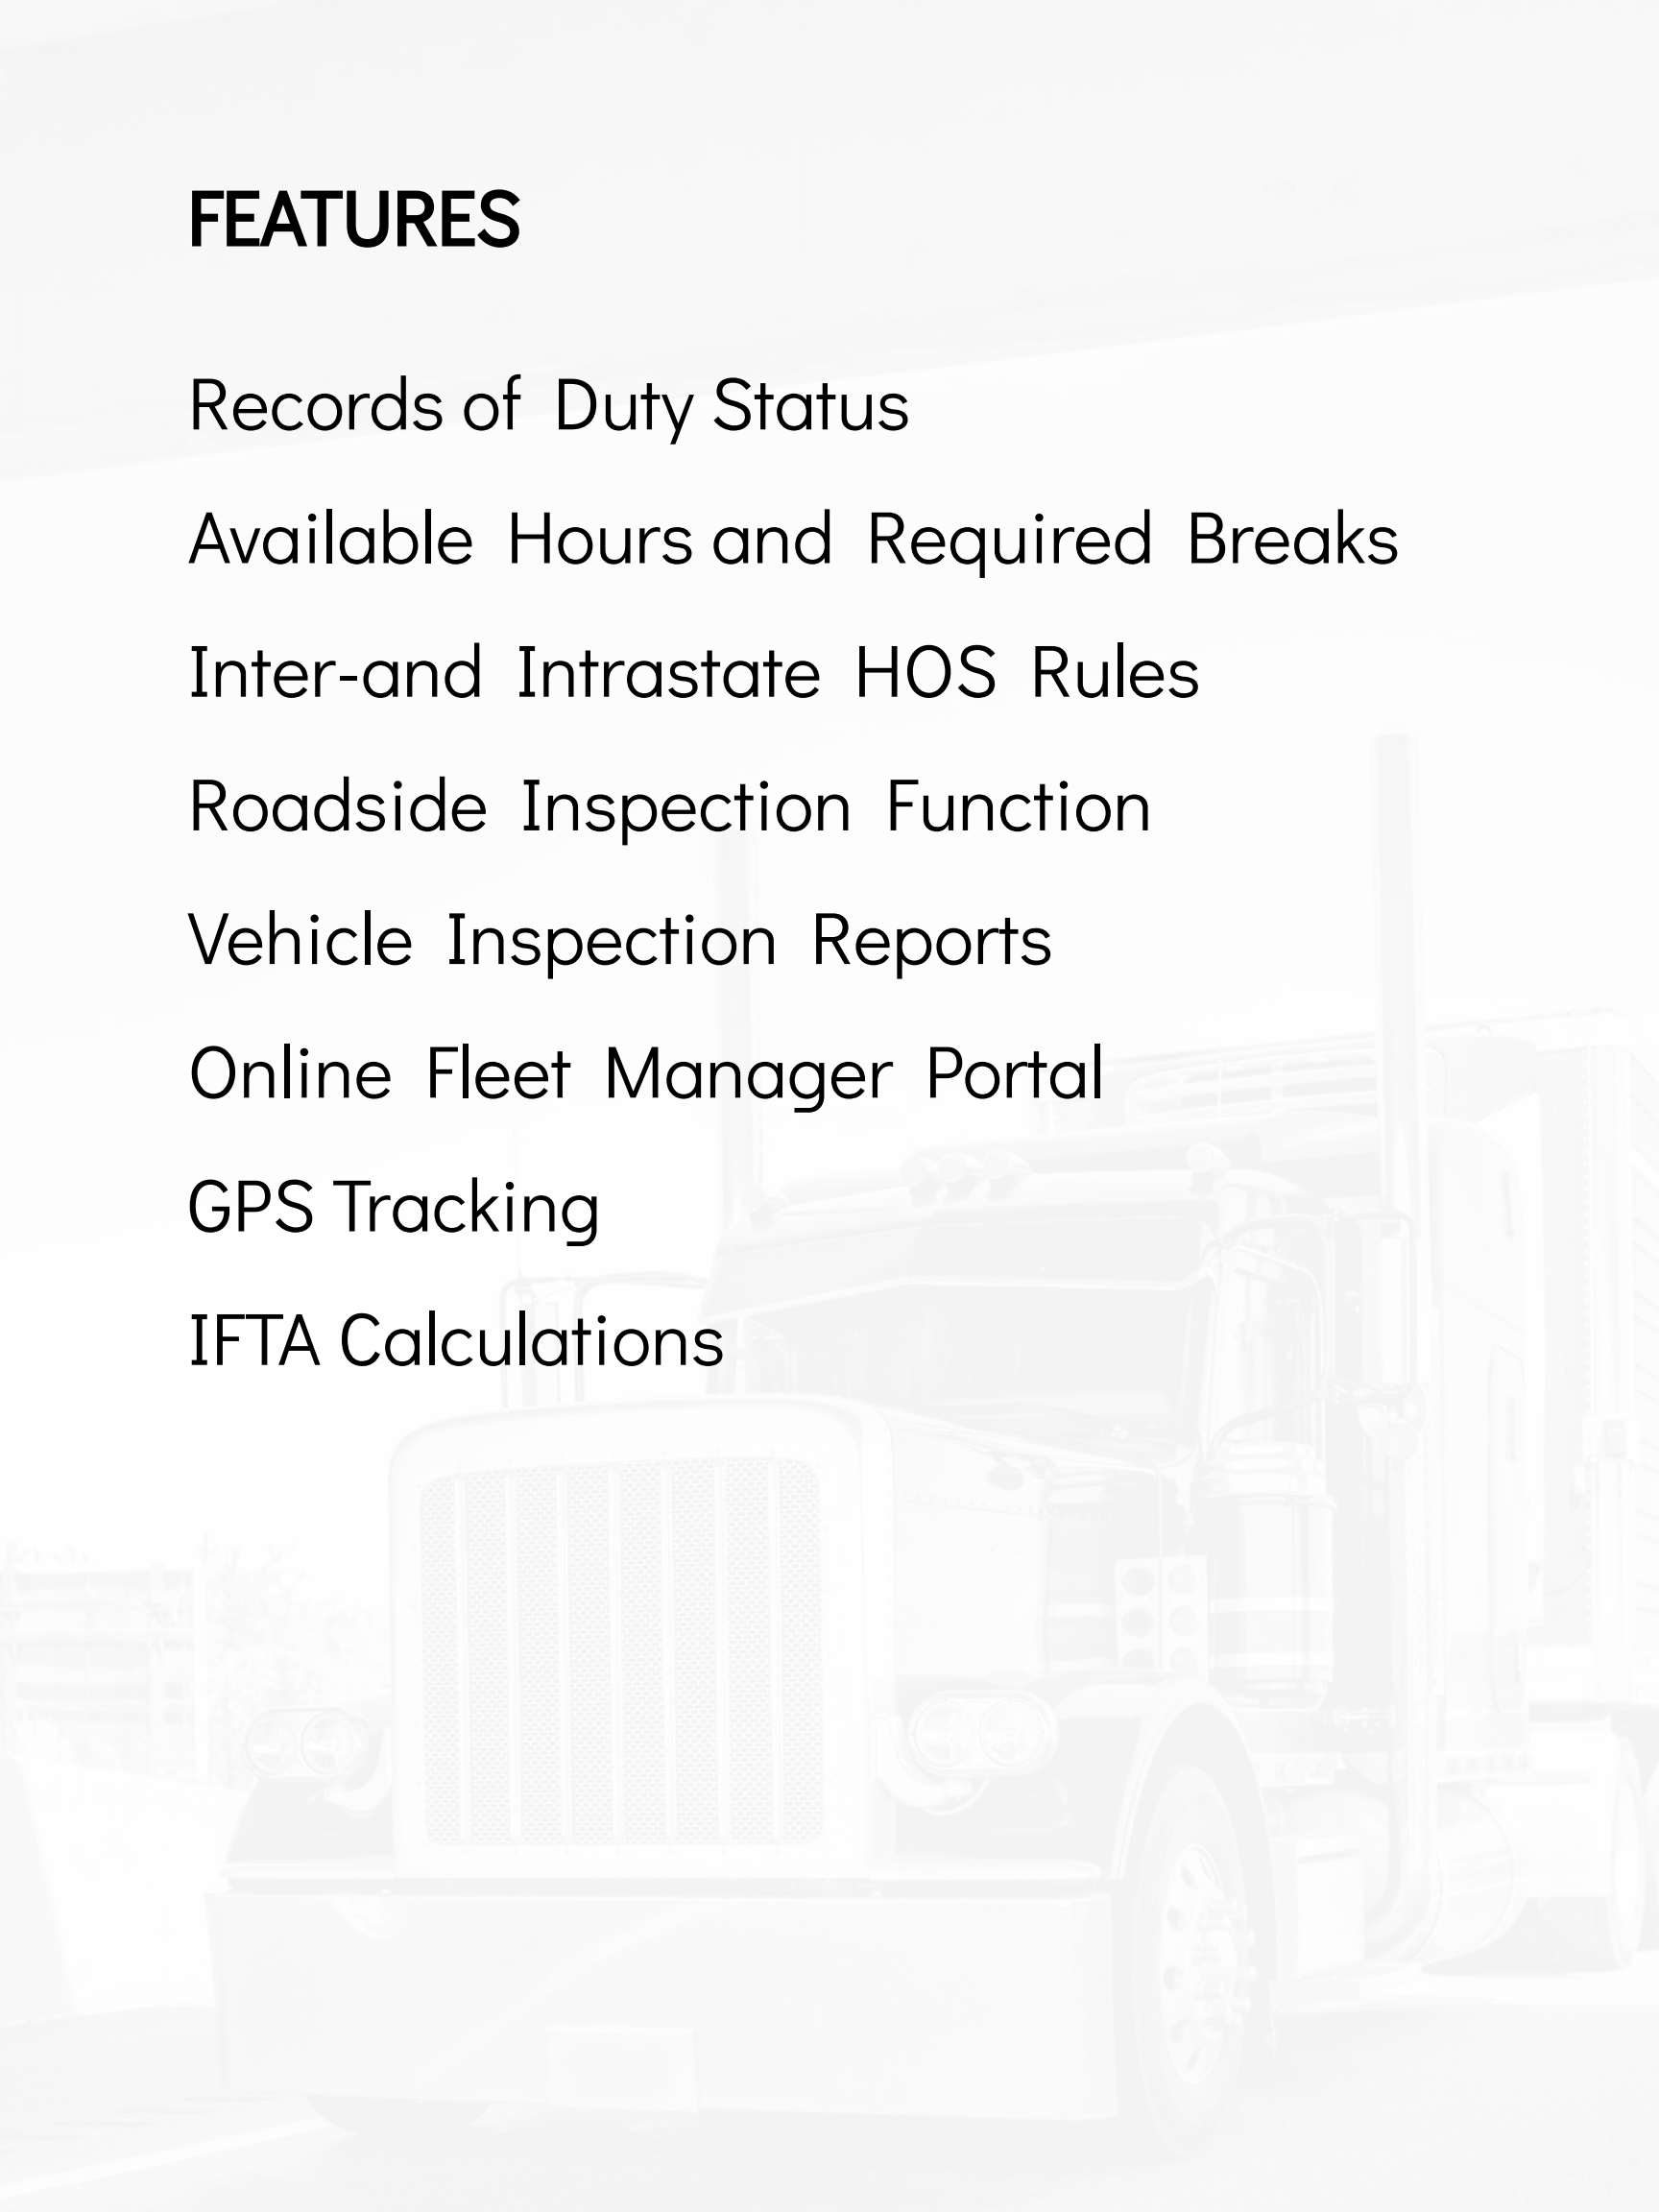 FEATURES
Records of Duty Status
Available Hours and Required Breaks
Inter-and Intrastate HOS Rules
Roadside Inspection Function
Vehicle Inspection Reports
Online Fleet Manager Portal
GPS Tracking
IFTA Calculations